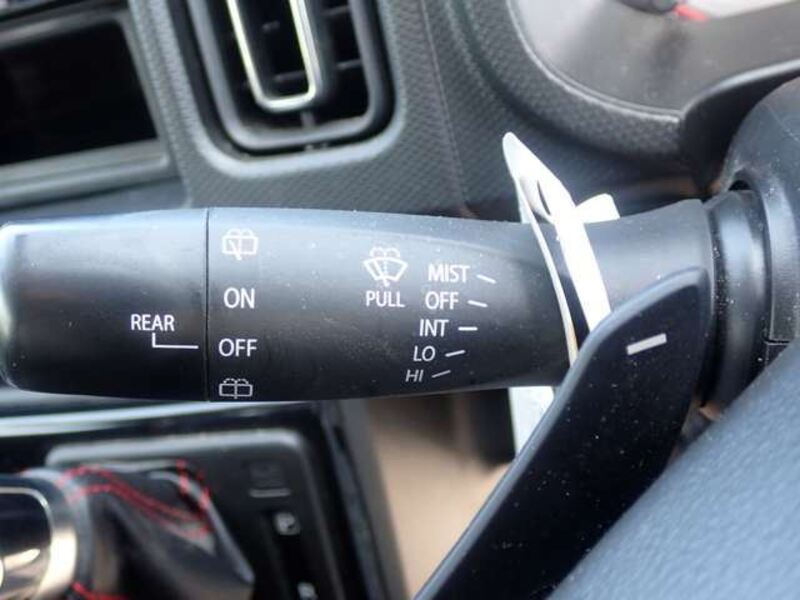 REAR
ON
OFF
PULL
MIST
OFF
INT
LO
HI